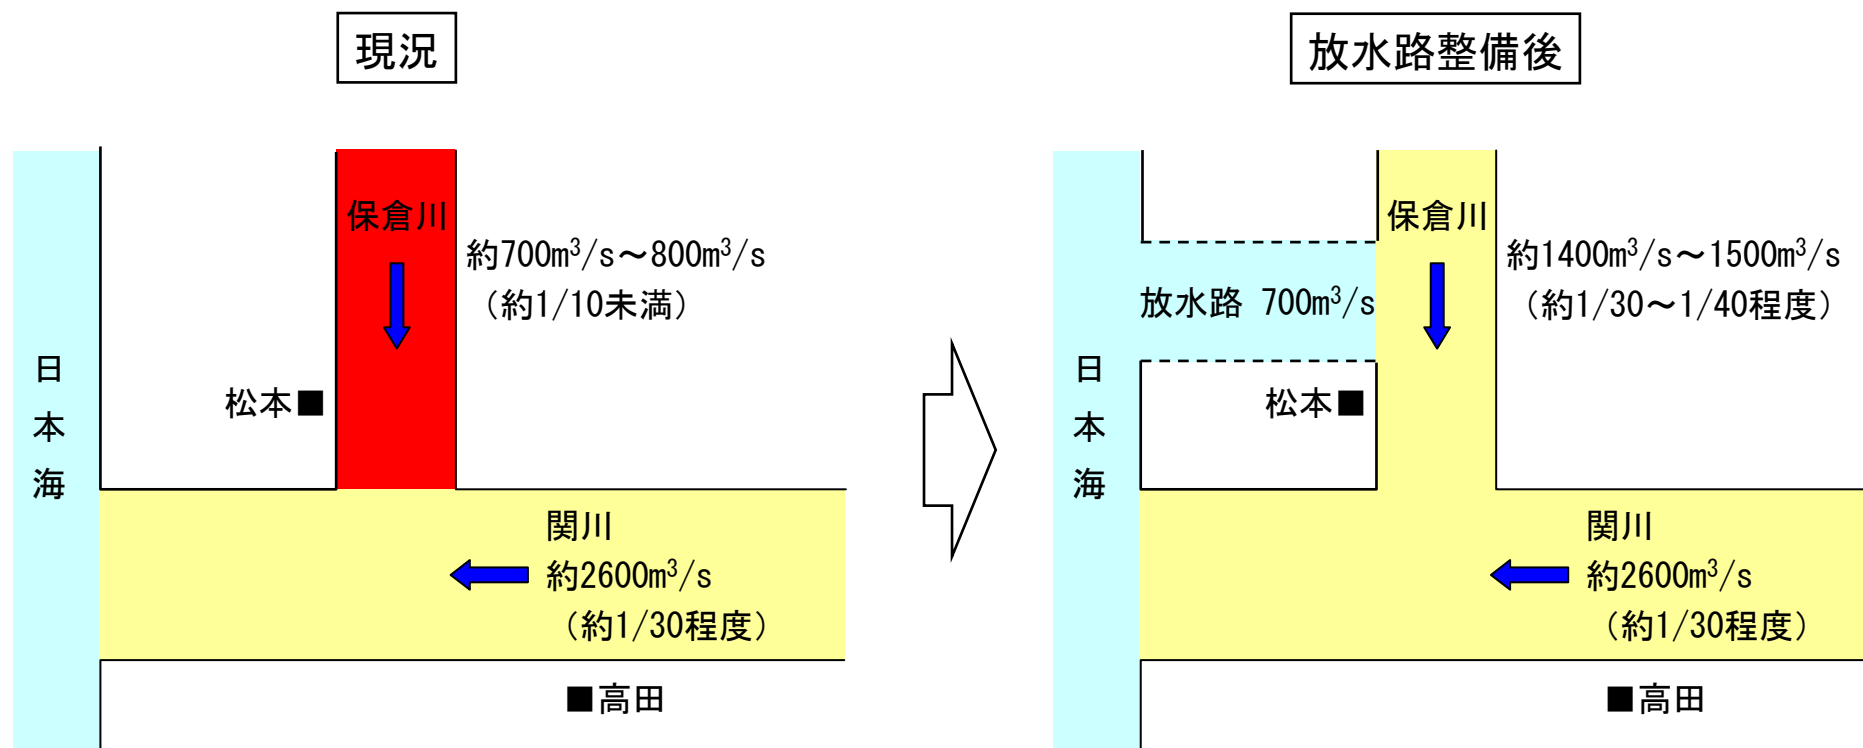 現況
保倉川
約700m³/s～800m³/s
（約1/10未満）
松本■
日本海
関川
約2600m³/s
（約1/30程度）
■高田
放水路整備後
保倉川
約1400m³/s～1500m³/s
（約1/30～1/40程度）
放水路 700m³/s
松本■
日本海
関川
約2600m³/s
（約1/30程度）
■高田